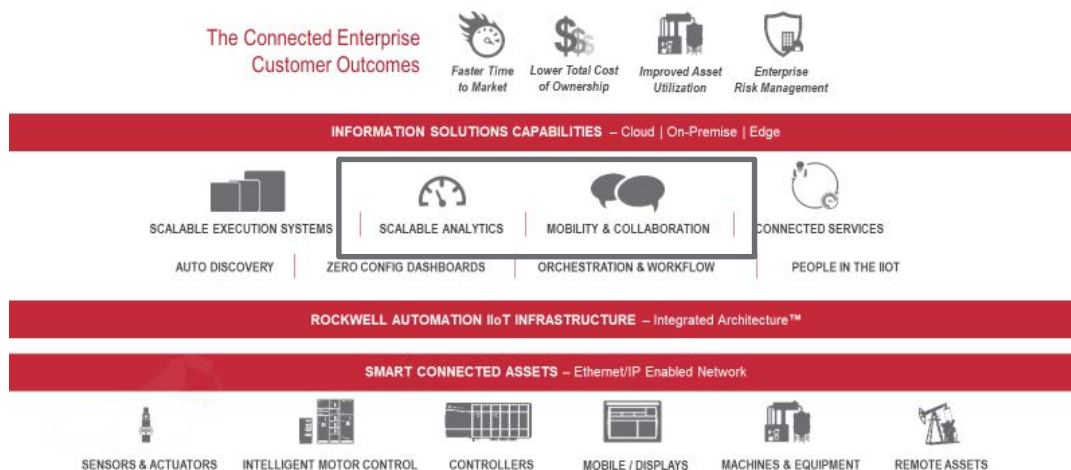 The Connected Enterprise
Customer Outcomes
Faster Time
to Market
Lower Total Cost
of Ownership
Improved Asset
Utilization
Enterprise
Risk Management
INFORMATION SOLUTIONS CAPABILITIES – Cloud | On-Premise | Edge
SCALABLE EXECUTION SYSTEMS
SCALABLE ANALYTICS
MOBILITY & COLLABORATION
CONNECTED SERVICES
AUTO DISCOVERY
ZERO CONFIG DASHBOARDS
ORCHESTRATION & WORKFLOW
PEOPLE IN THE IIOT
ROCKWELL AUTOMATION IIoT INFRASTRUCTURE – Integrated Architecture™
SMART CONNECTED ASSETS – Ethernet/IP Enabled Network
SENSORS & ACTUATORS
INTELLIGENT MOTOR CONTROL
CONTROLLERS
MOBILE / DISPLAYS
MACHINES & EQUIPMENT
REMOTE ASSETS